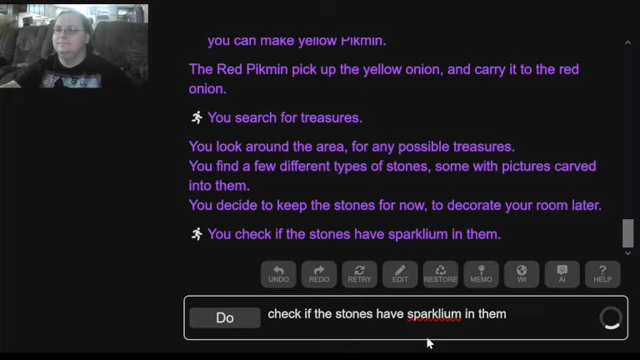 you can make yellow Pikmin.
The Red Pikmin pick up the yellow onion, and carry it to the red
onion.
You search for treasures.
You look around the area, for any possible treasures.
You find a few different types of stones, some with pictures carved
into them.
You decide to keep the stones for now, to decorate your room later.
You check if the stones have sparklium in them.
UNDO REDO RETRY EDIT RESTORE MEMO WI AI HELP
Do check if the stones have sparklium in them